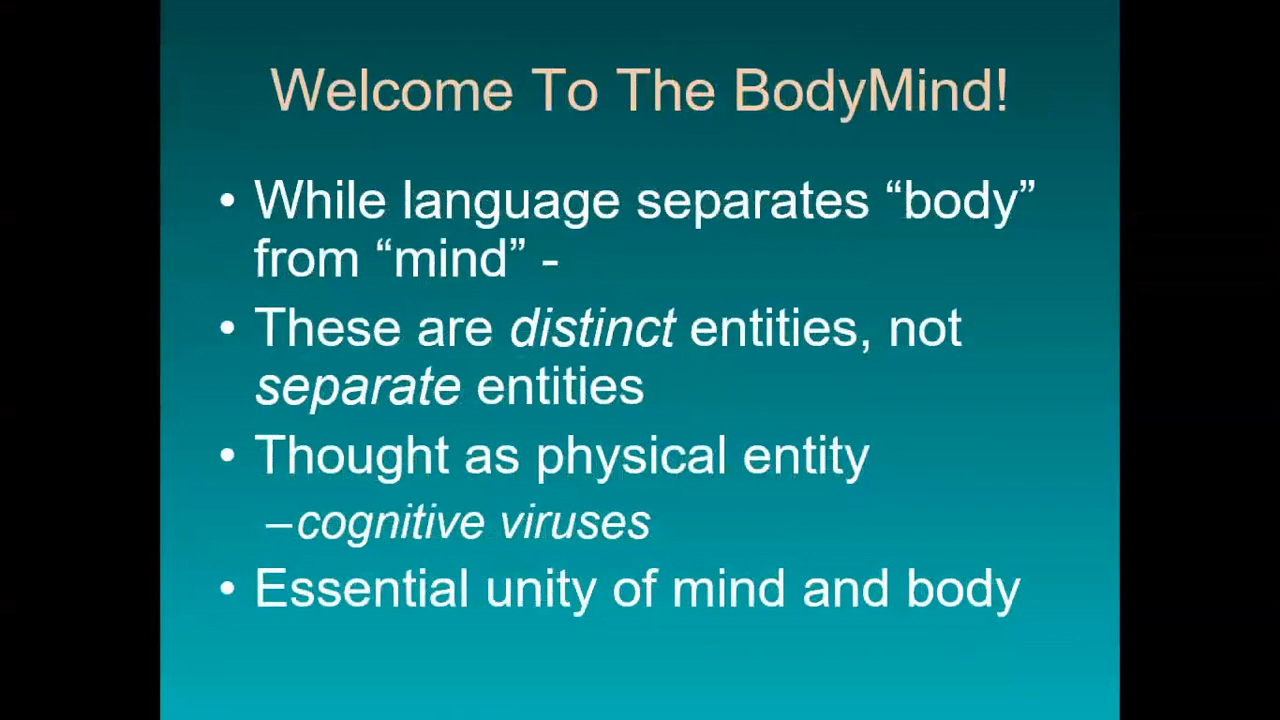 Welcome To The BodyMind!
• While language separates “body”
from “mind” -
• These are distinct entities, not
separate entities
• Thought as physical entity
–cognitive viruses
• Essential unity of mind and body